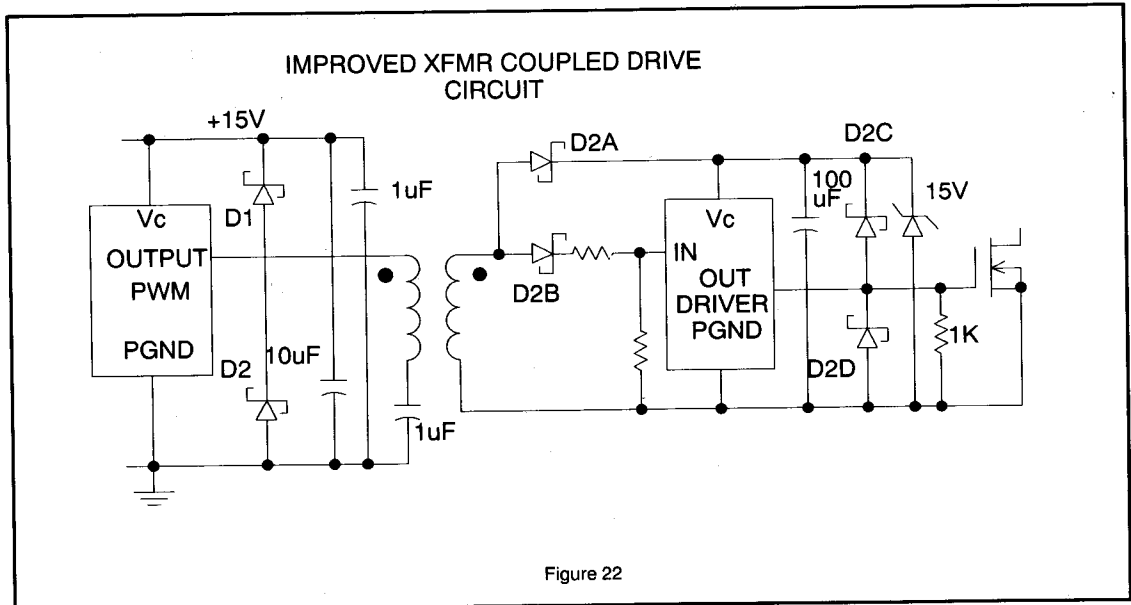 IMPROVED XFMR COUPLED DRIVE
CIRCUIT
+15V
D2A
D2C
Vc
D1
1uF
Vc
100
uF
15V
OUTPUT
PWM
IN
OUT
DRIVER
PGND
D2B
PGND
D2
10uF
1uF
D2D
1K
Figure 22